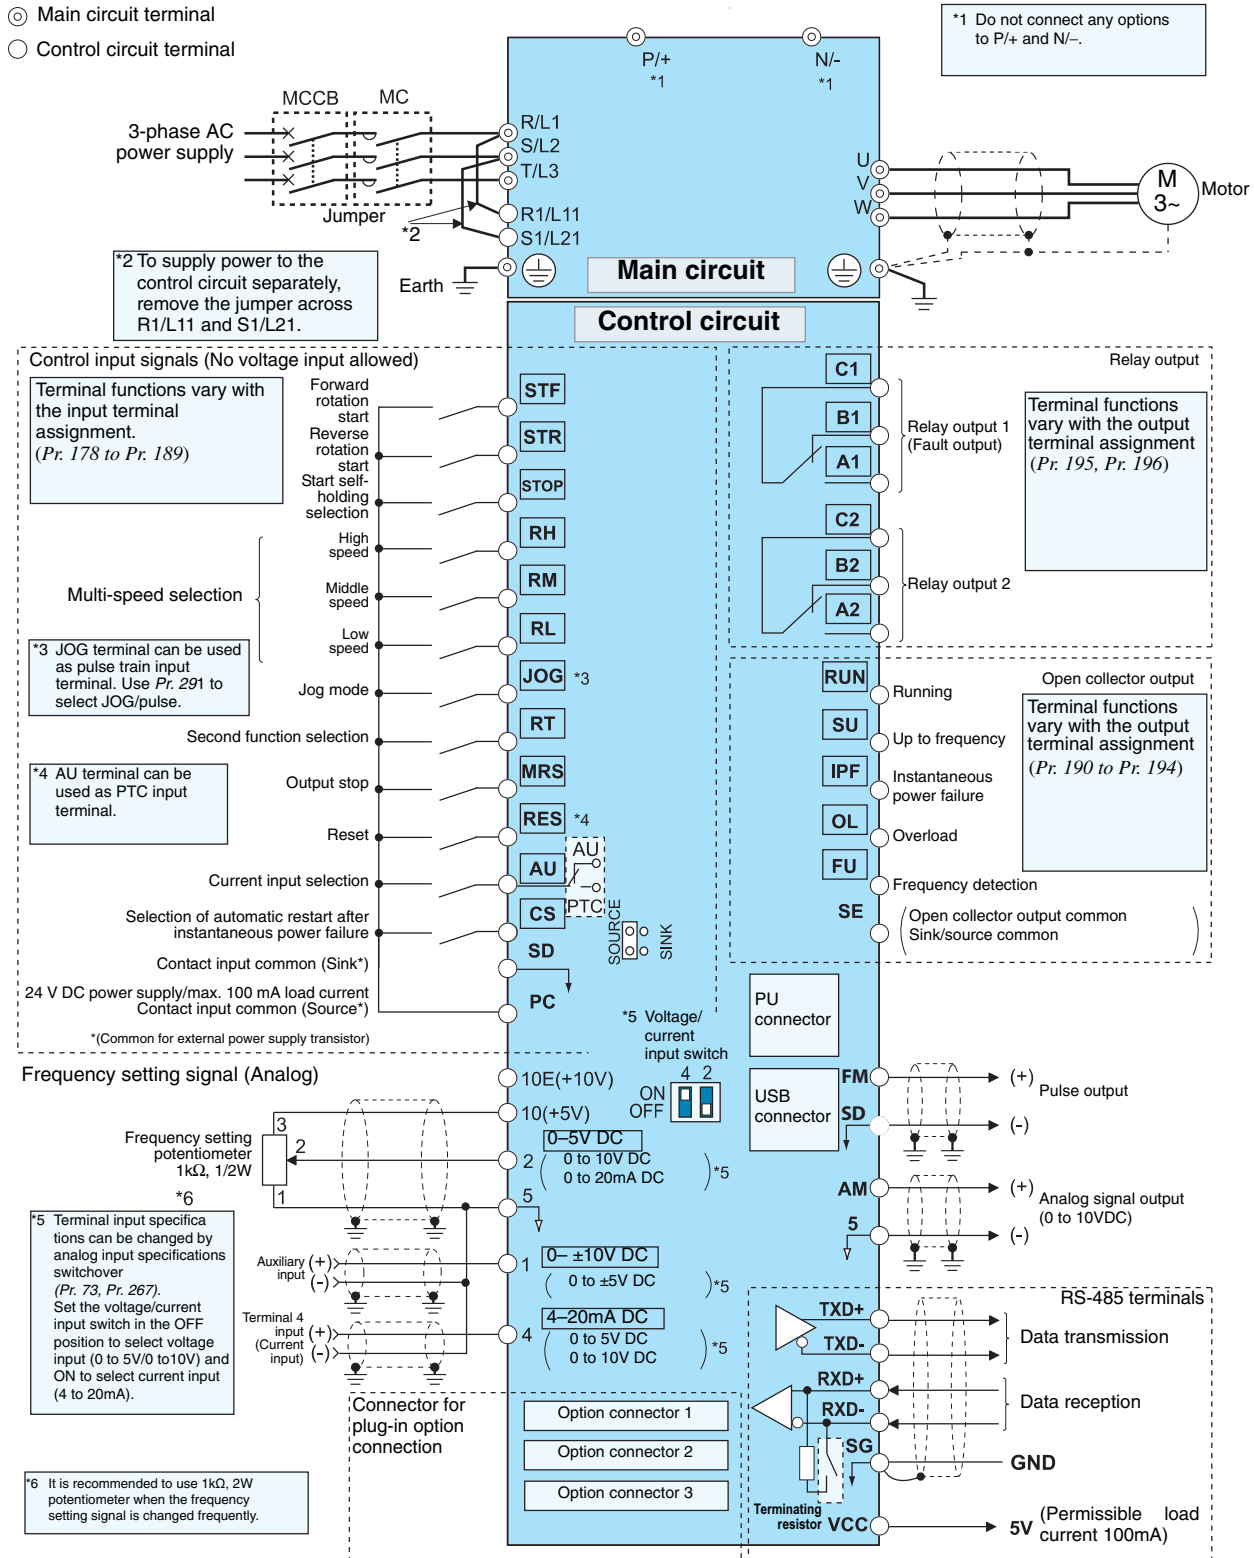 Main circuit terminal
Control circuit terminal
*1 Do not connect any options
to P/+ and N/–.
P/+
*1
N/-
*1
MCCB
MC
3-phase AC
power supply
Jumper
*2
R/L1
S/L2
T/L3
R1/L11
S1/L21
Earth
U
V
W
M
3~
Motor
Main circuit
*2 To supply power to the
control circuit separately,
remove the jumper across
R1/L11 and S1/L21.
Control circuit
Control input signals (No voltage input allowed)
Terminal functions vary with
the input terminal
assignment.
(Pr. 178 to Pr. 189)
Forward
rotation
start
STF
Reverse
rotation
start
STR
Start self-
holding
selection
STOP
Multi-speed selection
High
speed
RH
Middle
speed
RM
Low
speed
RL
*3 JOG terminal can be used
as pulse train input
terminal. Use Pr. 291 to
select JOG/pulse.
Jog mode
JOG *3
Second function selection
RT
*4 AU terminal can be
used as PTC input
terminal.
Output stop
MRS
Reset
RES *4
Current input selection
AU
AU
PTC
Selection of automatic restart after
instantaneous power failure
CS
SOURCE
SINK
Contact input common (Sink*)
SD
24 V DC power supply/max. 100 mA load current
Contact input common (Source*)
PC
*(Common for external power supply transistor)
Relay output
C1
B1
A1
Relay output 1
(Fault output)
Terminal functions
vary with the output
terminal assignment
(Pr. 195, Pr. 196)
C2
B2
A2
Relay output 2
Open collector output
RUN
Running
SU
Up to frequency
IPF
Instantaneous
power failure
OL
Overload
FU
Frequency detection
SE
Open collector output common
Sink/source common
Terminal functions
vary with the output
terminal assignment
(Pr. 190 to Pr. 194)
PU
connector
USB
connector
*5 Voltage/
current
input switch
4 2
ON
OFF
Frequency setting signal (Analog)
10E(+10V)
10(+5V)
Frequency setting
potentiometer
1kΩ, 1/2W
*6
3
2
1
2
0–5V DC
0 to 10V DC
0 to 20mA DC
*5
5
*5 Terminal input specifica
tions can be changed by
analog input specifications
switchover
(Pr. 73, Pr. 267).
Set the voltage/current
input switch in the OFF
position to select voltage
input (0 to 5V/0 to10V) and
ON to select current input
(4 to 20mA).
Auxiliary
input
(+)
(-)
1
0– ±10V DC
0 to ±5V DC
*5
Terminal 4
input
(Current
input)
(+)
(-)
4
4–20mA DC
0 to 5V DC
0 to 10V DC
*5
FM
SD
(+)
Pulse output
(-)
AM
5
(+)
Analog signal output
(0 to 10VDC)
(-)
RS-485 terminals
TXD+
TXD-
Data transmission
RXD+
RXD-
Data reception
SG
GND
Terminating
resistor
VCC
5V
(Permissible load
current 100mA)
Connector for
plug-in option
connection
Option connector 1
Option connector 2
Option connector 3
*6 It is recommended to use 1kΩ, 2W
potentiometer when the frequency
setting signal is changed frequently.